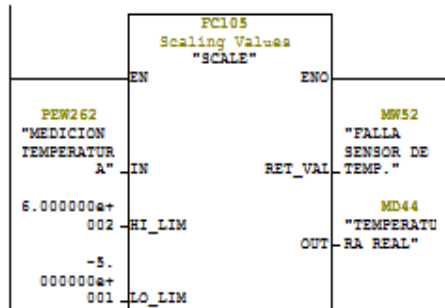 FC105
Scaling Values
"SCALE"
EN ENO
PEW262 MW52
"MEDICION "FALLA
TEMPERATUR SENSOR DE
A" IN RET_VAL TEMP."
6.000000e+ MD44
002 HI_LIM "TEMPERATU
OUT RA REAL"
-5.
000000e+
001 LO_LIM